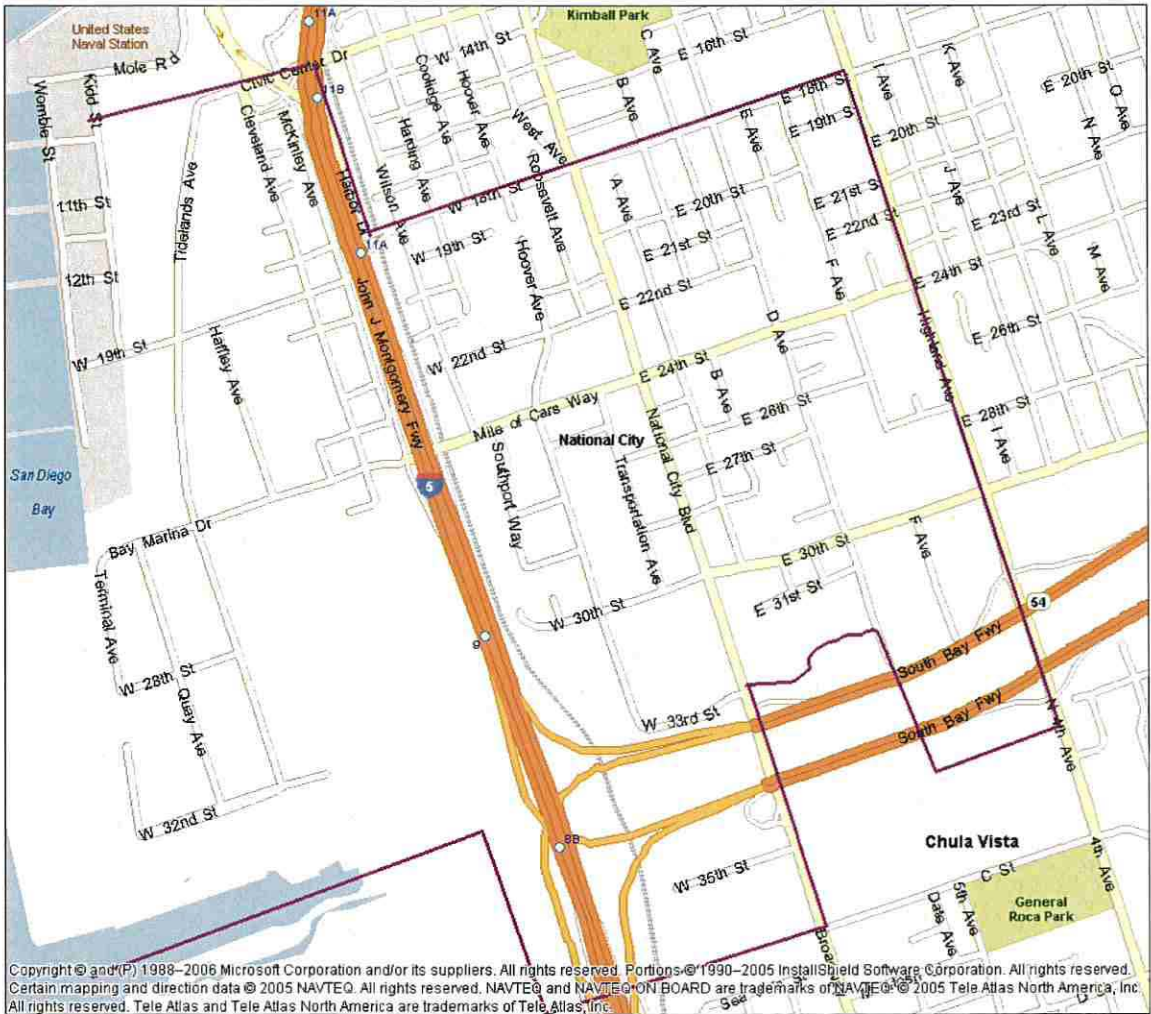 11A
Kimball Park
United States
Naval Station
Mole Rd
Civic Center Dr
W 14th St
C Ave
E 16th St
K Ave
E 20th St
Womble St
Kidd St
11B
Coolidge Ave
Hoover Ave
B Ave
I Ave
E 18th St
E 19th St
E 20th St
N Ave
O Ave
Cleveland Ave
McKinley Ave
Harding Ave
West Ave
E Ave
11th St
Tidelands Ave
Harbor Dr
Wilson Ave
W 18th St
Roosevelt Ave
A Ave
E 20th St
E 21st S
J Ave
E 23rd St
L Ave
11A
W 19th St
Hoover Ave
E 21st St
E 22nd St
F Ave
E 24th St
M Ave
12th St
E 22nd St
W 19th St
Haffley Ave
John J Montgomery Fwy
W 22nd St
D Ave
Highland Ave
E 26th St
E 24th St
B Ave
Mile of Cars Way
National City
National City Blvd
E 26th St
E 28th St
I Ave
San Diego
Bay
5
Southport Way
Transportation Ave
E 27th St
Bay Marina Dr
F Ave
E 30th St
Terminal Ave
W 30th St
E 31st St
54
9
W 28th St
Quay Ave
South Bay Fwy
W 33rd St
South Bay Fwy
N 4th Ave
W 32nd St
8B
Chula Vista
4th Ave
C St
W 35th St
Date Ave
5th Ave
General
Roca Park
Copyright © and (P) 1988–2006 Microsoft Corporation and/or its suppliers. All rights reserved. Portions © 1990–2005 InstallShield Software Corporation. All rights reserved.
Certain mapping and direction data © 2005 NAVTEQ. All rights reserved. NAVTEQ and NAVTEQ ON BOARD are trademarks of NAVTEQ. © 2005 Tele Atlas North America, Inc.
All rights reserved. Tele Atlas and Tele Atlas North America are trademarks of Tele Atlas, Inc.